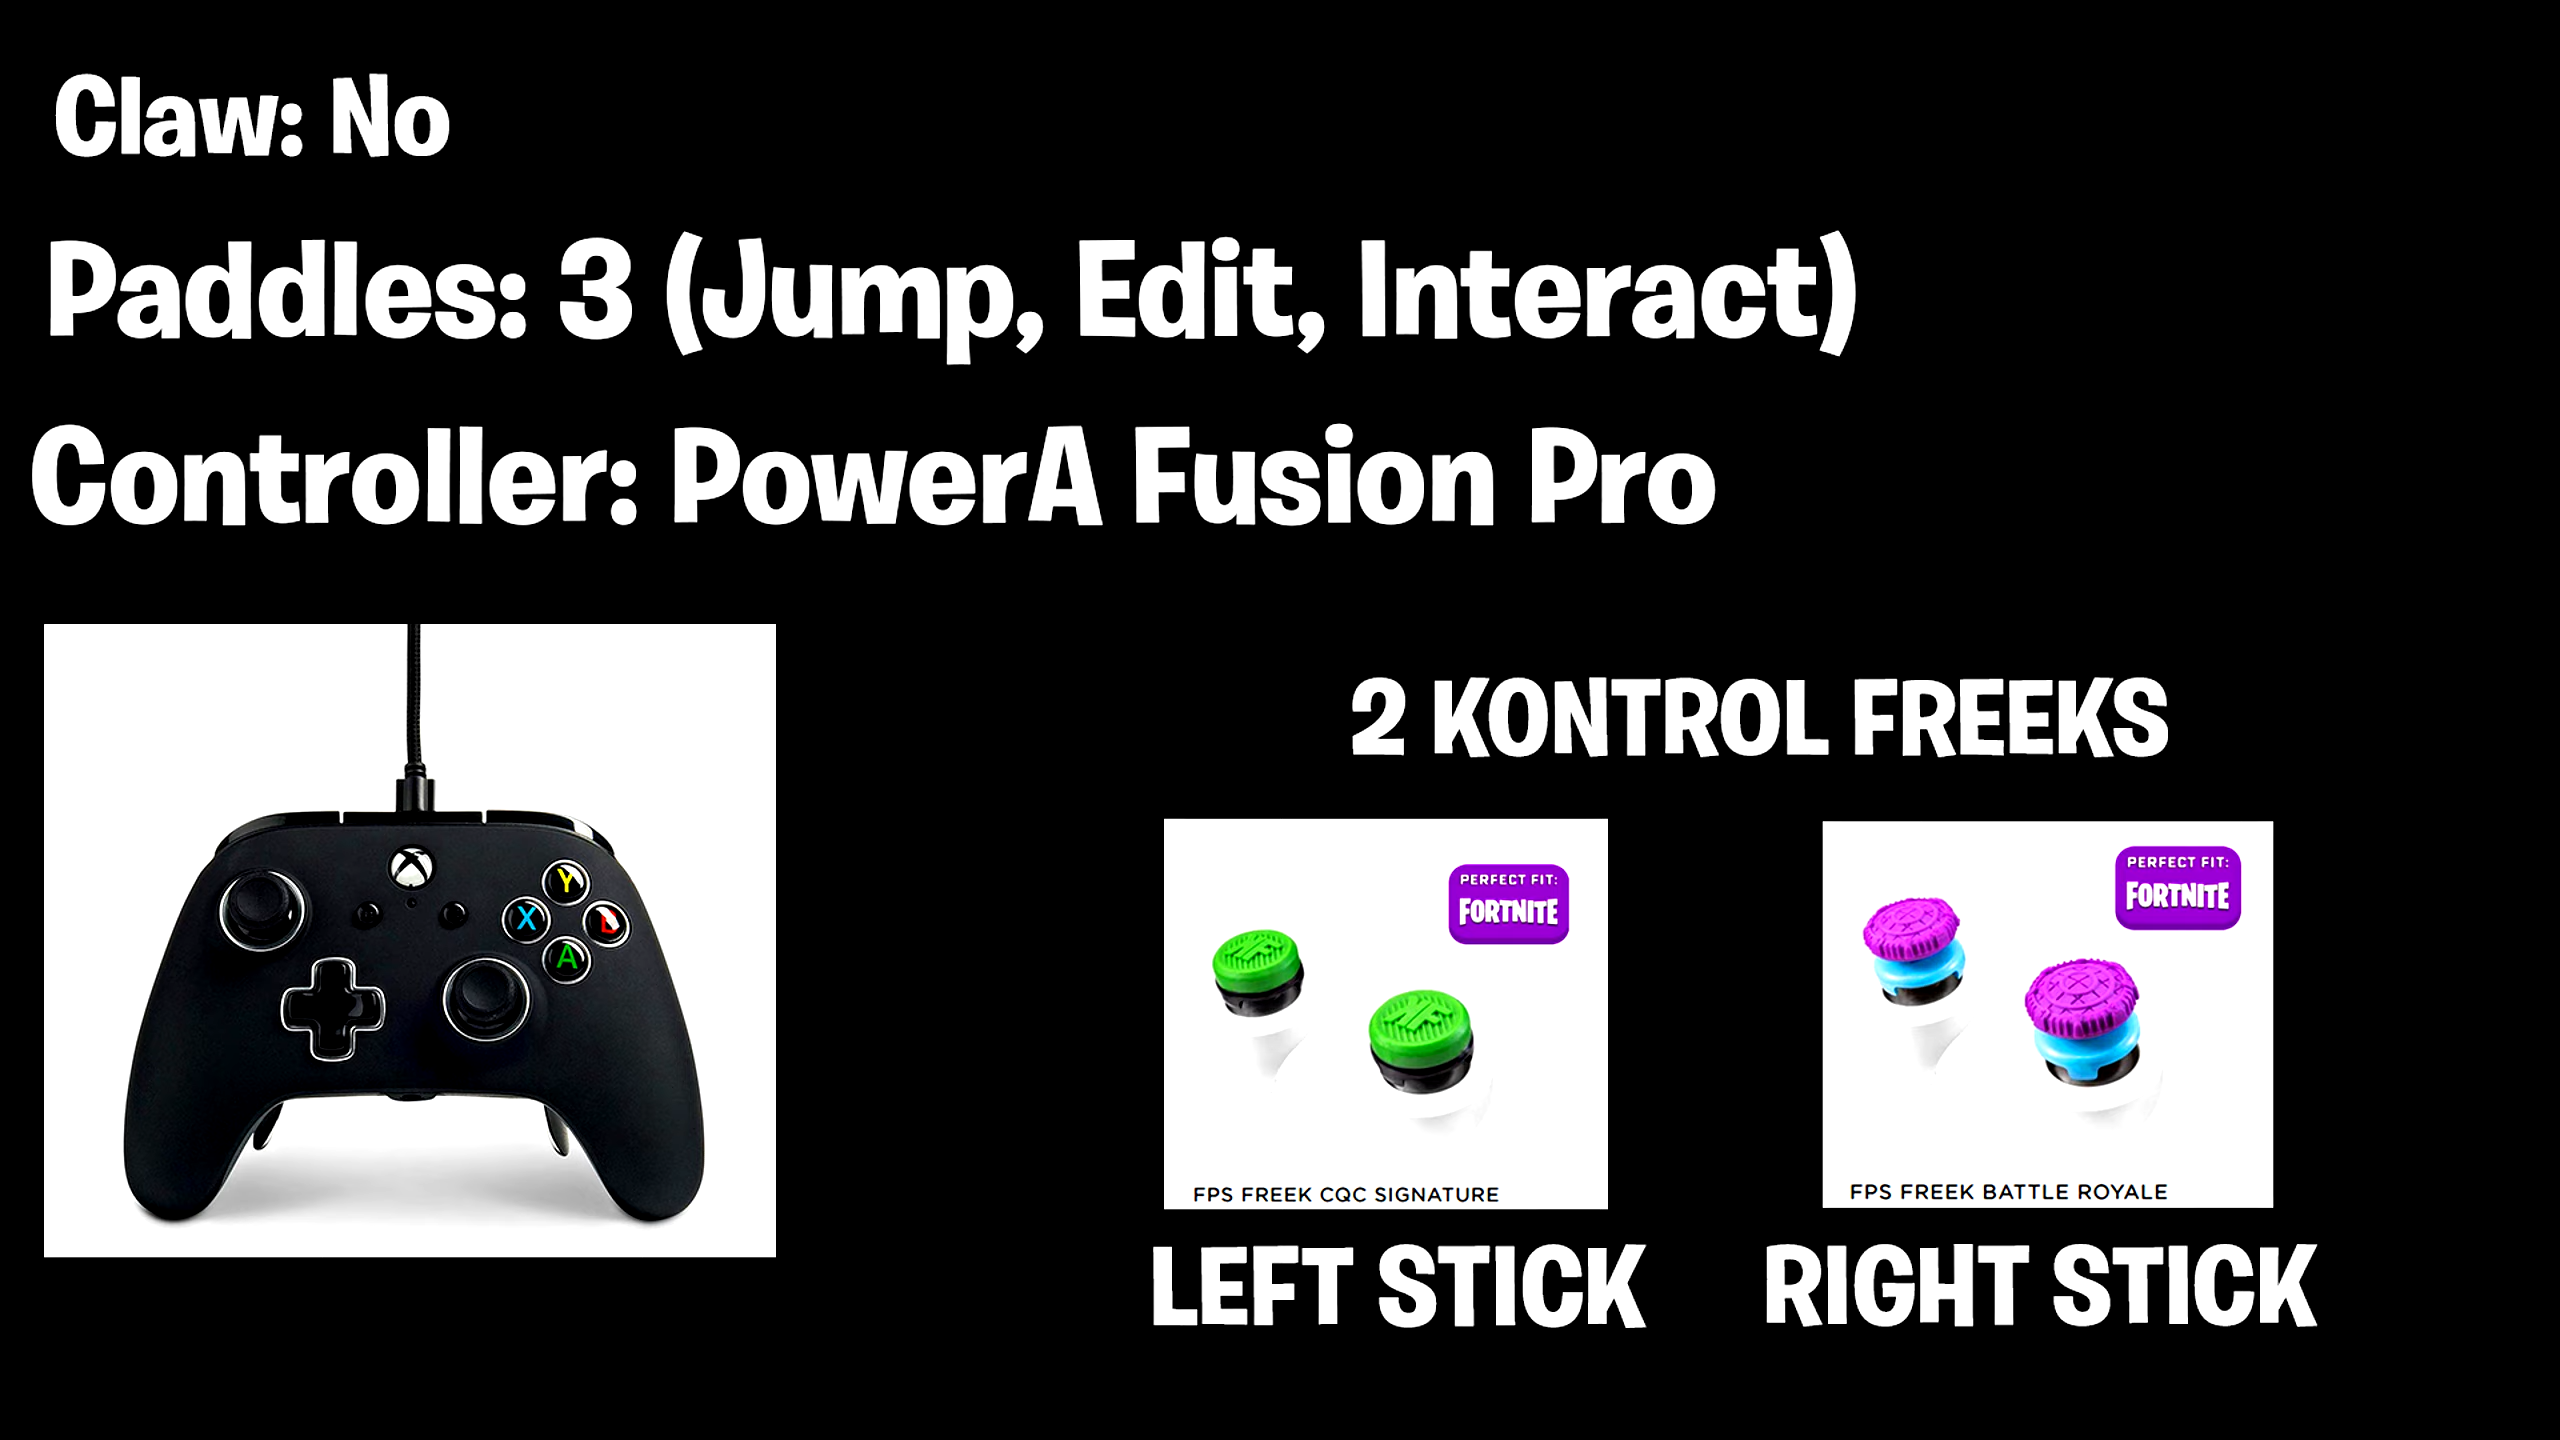 Claw: No
Paddles: 3 (Jump, Edit, Interact)
Controller: PowerA Fusion Pro
Y
X
B
A
2 KONTROL FREEKS
PERFECT FIT:
FORTNITE
FPS FREEK CQC SIGNATURE
LEFT STICK
PERFECT FIT:
FORTNITE
FPS FREEK BATTLE ROYALE
RIGHT STICK